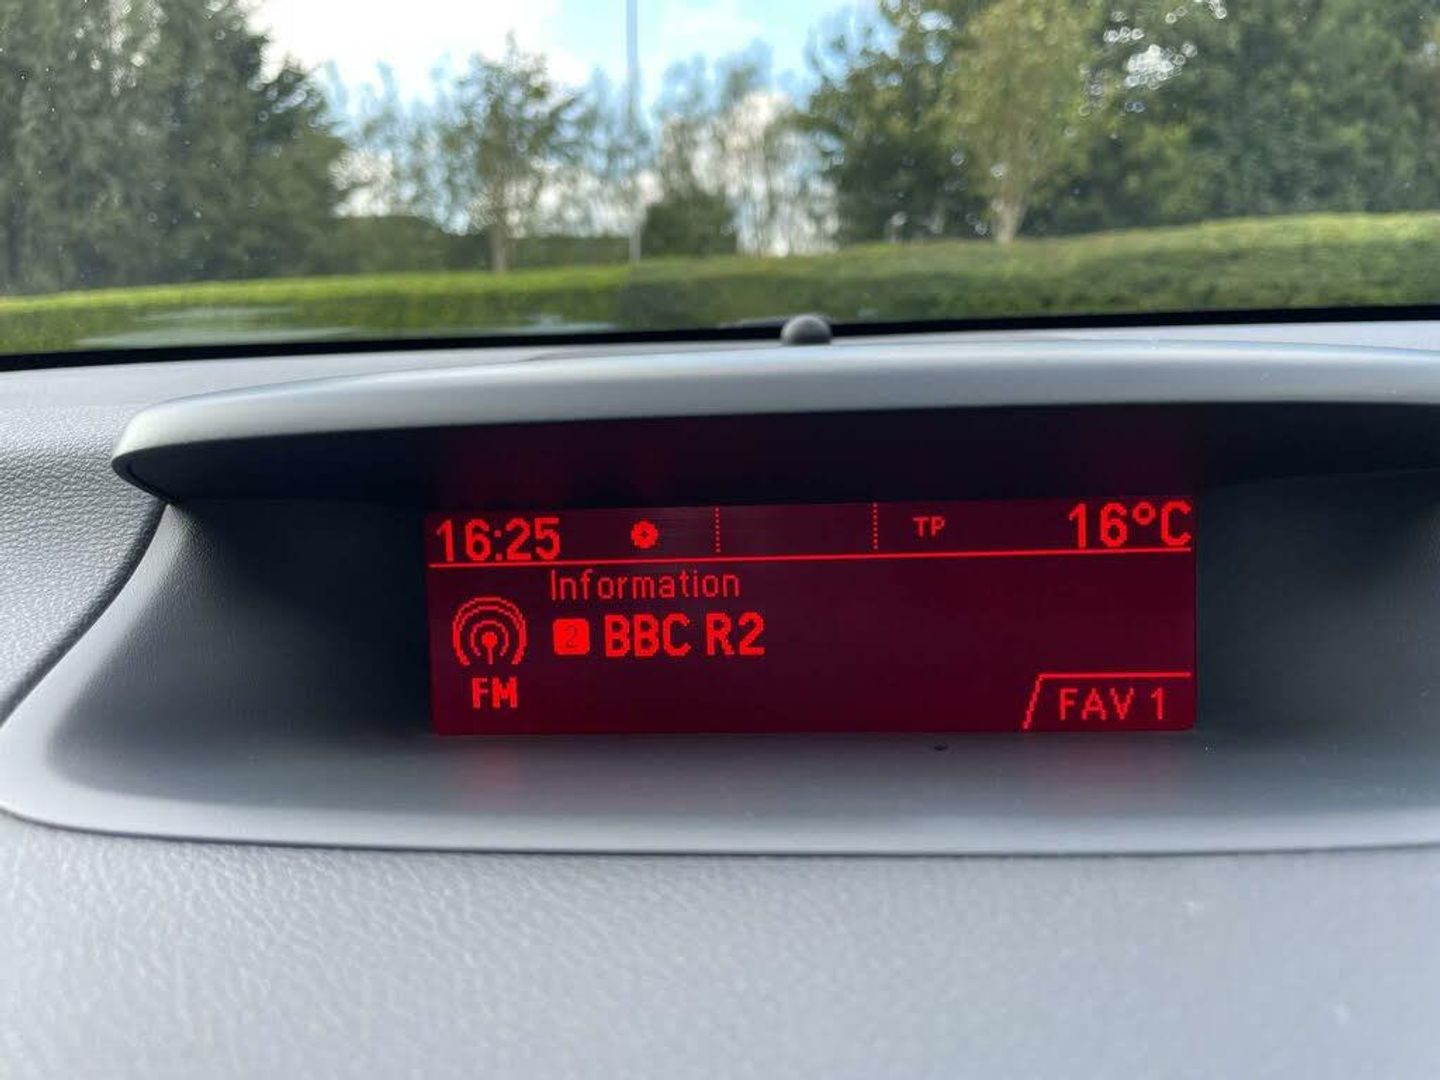 16:25 TP 16°C
Information
2 BBC R2
FM
FAV 1